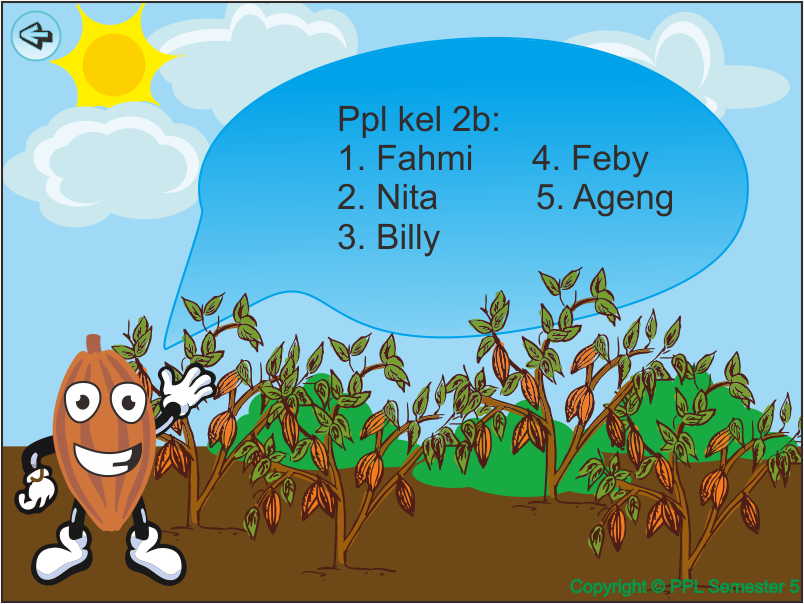 Ppl kel 2b:
1. Fahmi 4. Feby
2. Nita 5. Ageng
3. Billy
Copyright © PPL Semester 5